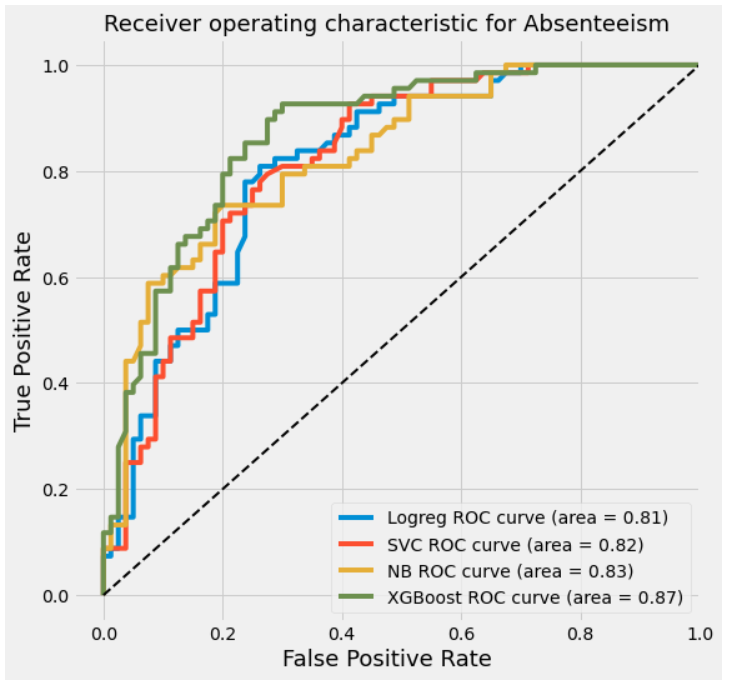 Receiver operating characteristic for Absenteeism
True Positive Rate
1.0
0.8
0.6
0.4
0.2
0.0
Logreg ROC curve (area = 0.81)
SVC ROC curve (area = 0.82)
NB ROC curve (area = 0.83)
XGBoost ROC curve (area = 0.87)
0.0 0.2 0.4 0.6 0.8 1.0
False Positive Rate